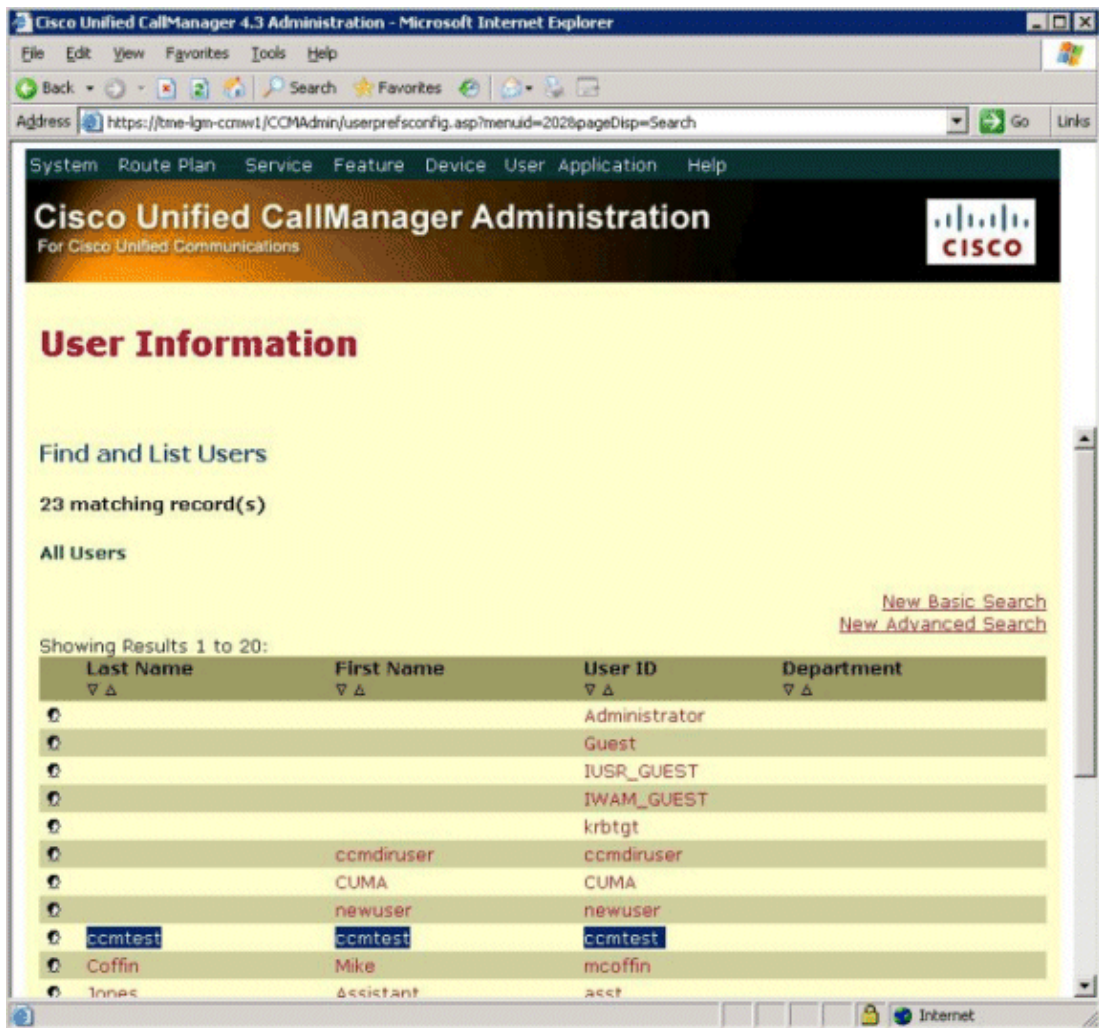 Cisco Unified CallManager 4.3 Administration - Microsoft Internet Explorer
File Edit View Favorites Tools Help
Back Search Favorites
Address https://tme-lgm-ccmw1/CCMAdmin/userprefsconfig.asp?menuid=202&pageDisp=Search Go Links
System Route Plan Service Feature Device User Application Help
Cisco Unified CallManager Administration
For Cisco Unified Communications
CISCO
User Information
Find and List Users
23 matching record(s)
All Users
New Basic Search
New Advanced Search
Showing Results 1 to 20:
Last Name First Name User ID Department
Administrator
Guest
IUSR_GUEST
IWAM_GUEST
krbtgt
ccmdiruser ccmdiruser
CUMA CUMA
newuser newuser
ccmtest ccmtest ccmtest
Coffin Mike mcoffin
Jones Assistant asst
Internet